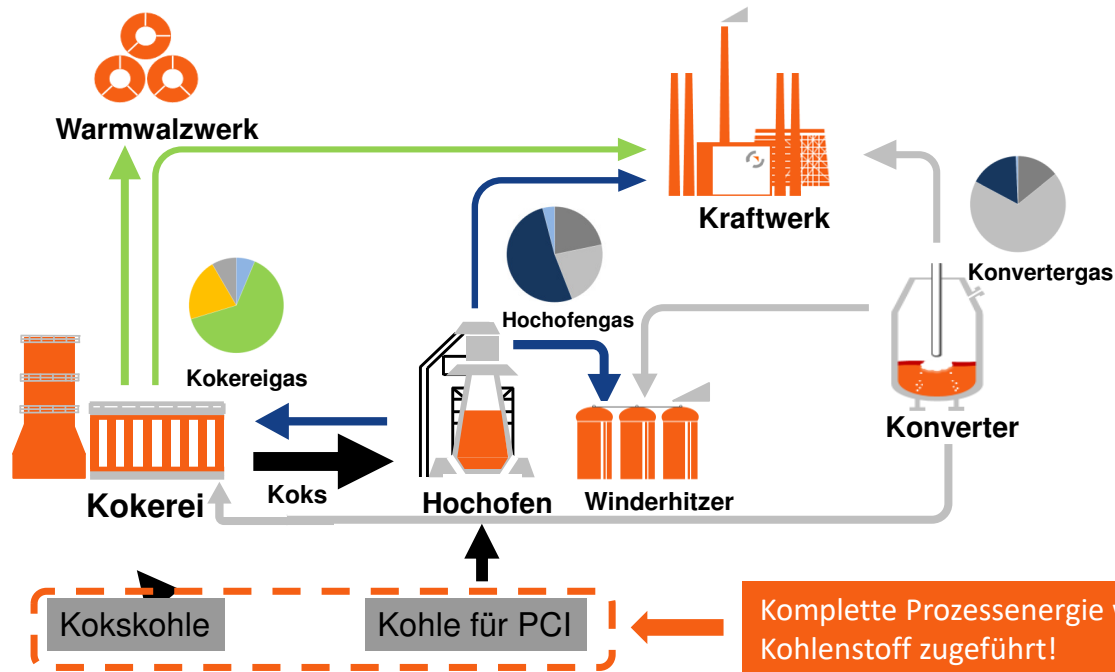 Warmwalzwerk
Kraftwerk
Konvertergas
Hochofengas
Kokereigas
Konverter
Koks
Kokerei
Hochofen
Winderhitzer
Kokskohle
Kohle für PCI
Komplette Prozessenergie
Kohlenstoff zugeführt!